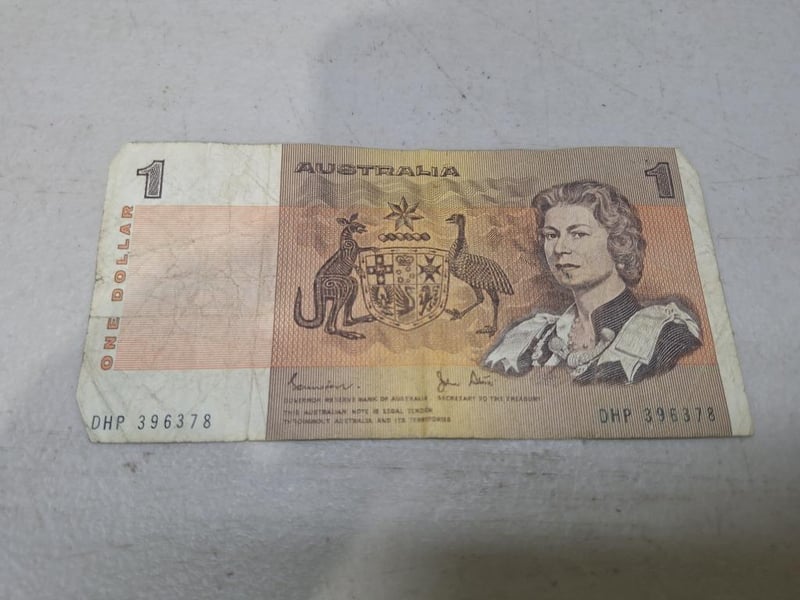 1
AUSTRALIA
1
ONE DOLLAR
GOVERNOR RESERVE BANK OF AUSTRALIA
SECRETARY TO THE TREASURY
THIS AUSTRALIAN NOTE IS LEGAL TENDER
THROUGHOUT AUSTRALIA AND ITS TERRITORIES
DHP 396378
DHP 396378